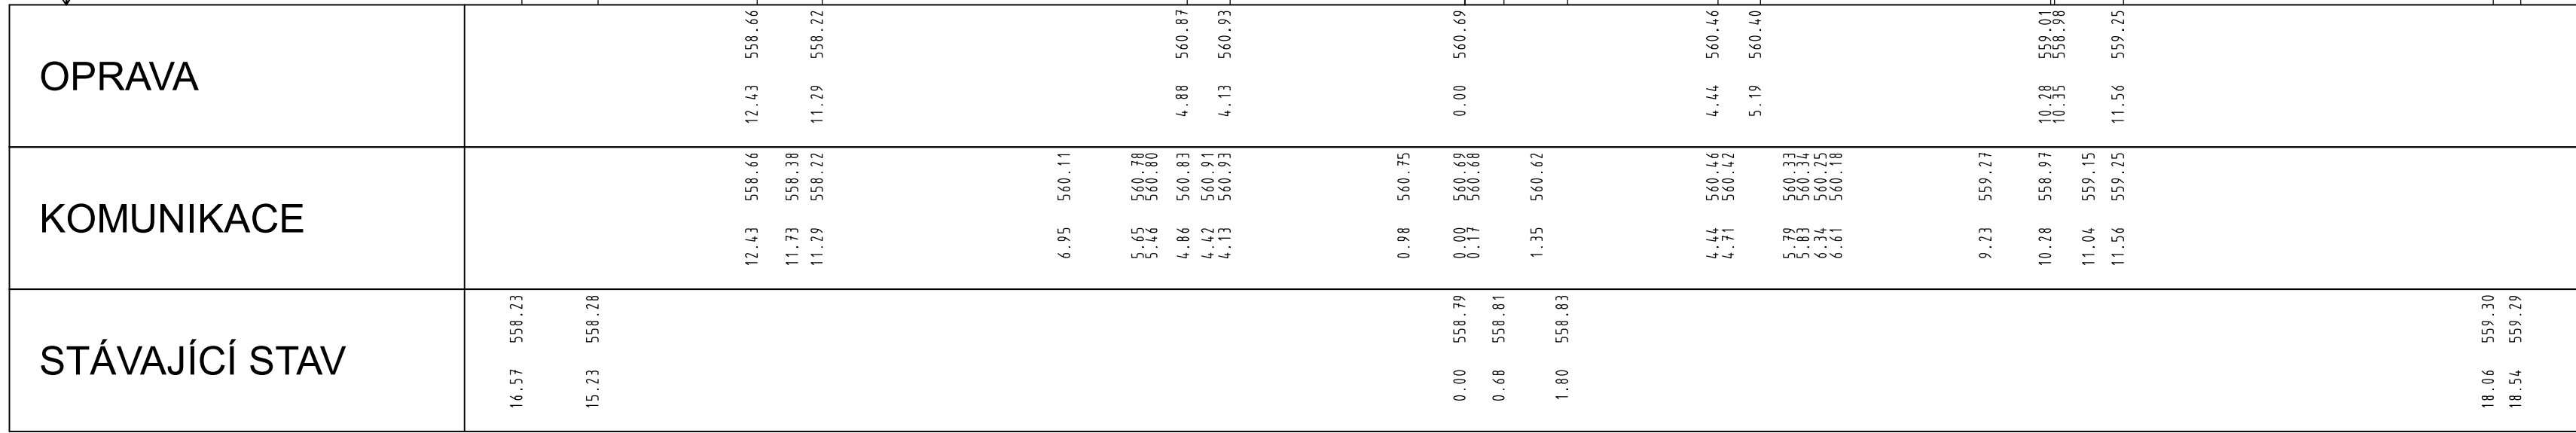 OPRAVA
558.66 558.22 560.87 560.93 560.69 560.46 560.40 559.01 558.98 559.25
12.43 11.29 4.88 4.13 0.00 4.44 5.19 10.28 10.35 11.56
KOMUNIKACE
558.66 558.38 558.22 560.11 560.78 560.80 560.83 560.91 560.93 560.75 560.69 560.68 560.62 560.46 560.42 560.33 560.34 560.25 560.18 559.27 558.97 559.15 559.25
12.43 11.73 11.29 6.95 5.65 5.46 4.86 4.42 4.13 0.98 0.00 0.17 1.35 4.44 4.71 5.79 5.83 6.34 6.61 9.23 10.28 11.04 11.56
STÁVAJÍCÍ STAV
558.23 558.28 558.79 558.81 558.83 559.30 559.29
16.57 15.23 0.00 0.68 1.80 18.06 18.54